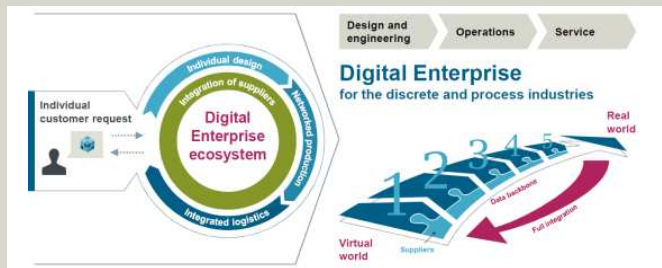 Individual
customer request
Individual design
Integration of suppliers
Networked production
Digital
Enterprise
ecosystem
Integrated logistics
Design and
engineering
Operations
Service
Digital Enterprise
for the discrete and process industries
Real
world
1
2
3
4
5
Data backbone
Full integration
Virtual
world
Suppliers